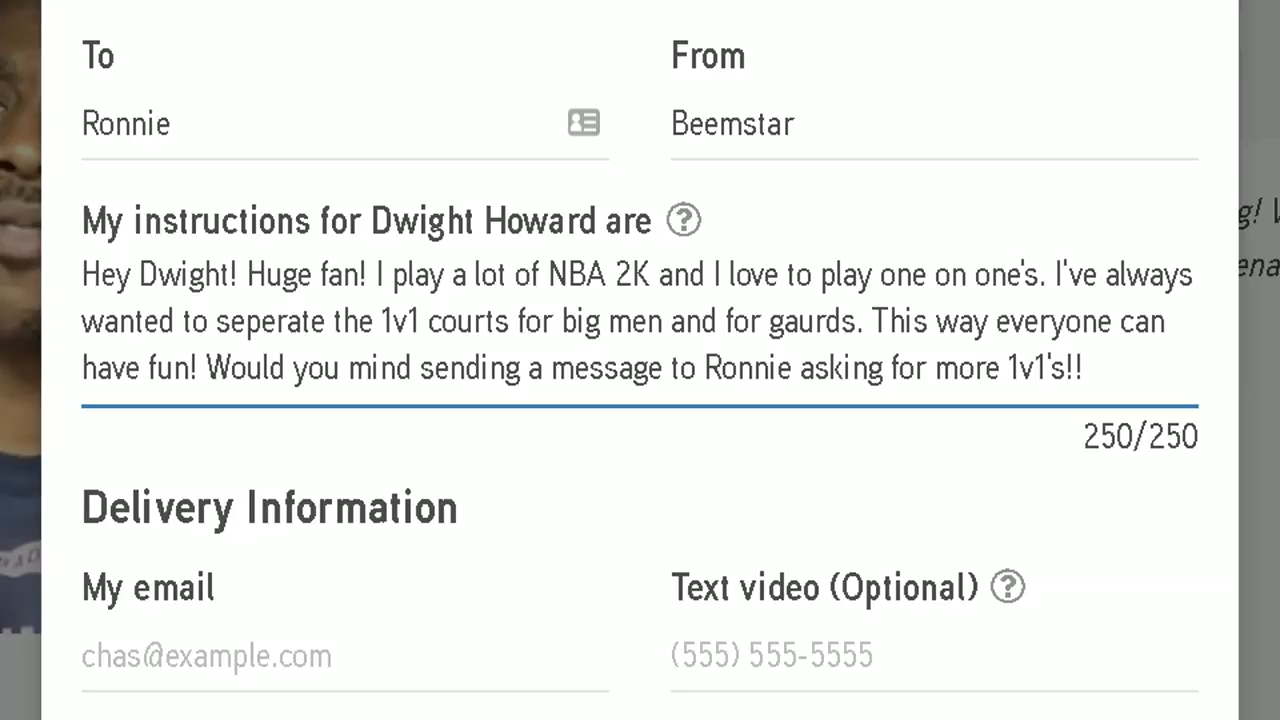 To
From
Ronnie
Beemstar
My instructions for Dwight Howard are ?
Hey Dwight! Huge fan! I play a lot of NBA 2K and I love to play one on one's. I've always
wanted to seperate the 1v1 courts for big men and for gaurds. This way everyone can
have fun! Would you mind sending a message to Ronnie asking for more 1v1's!!
250/250
Delivery Information
My email
Text video (Optional) ?
chas@example.com
(555) 555-5555
g!
ena